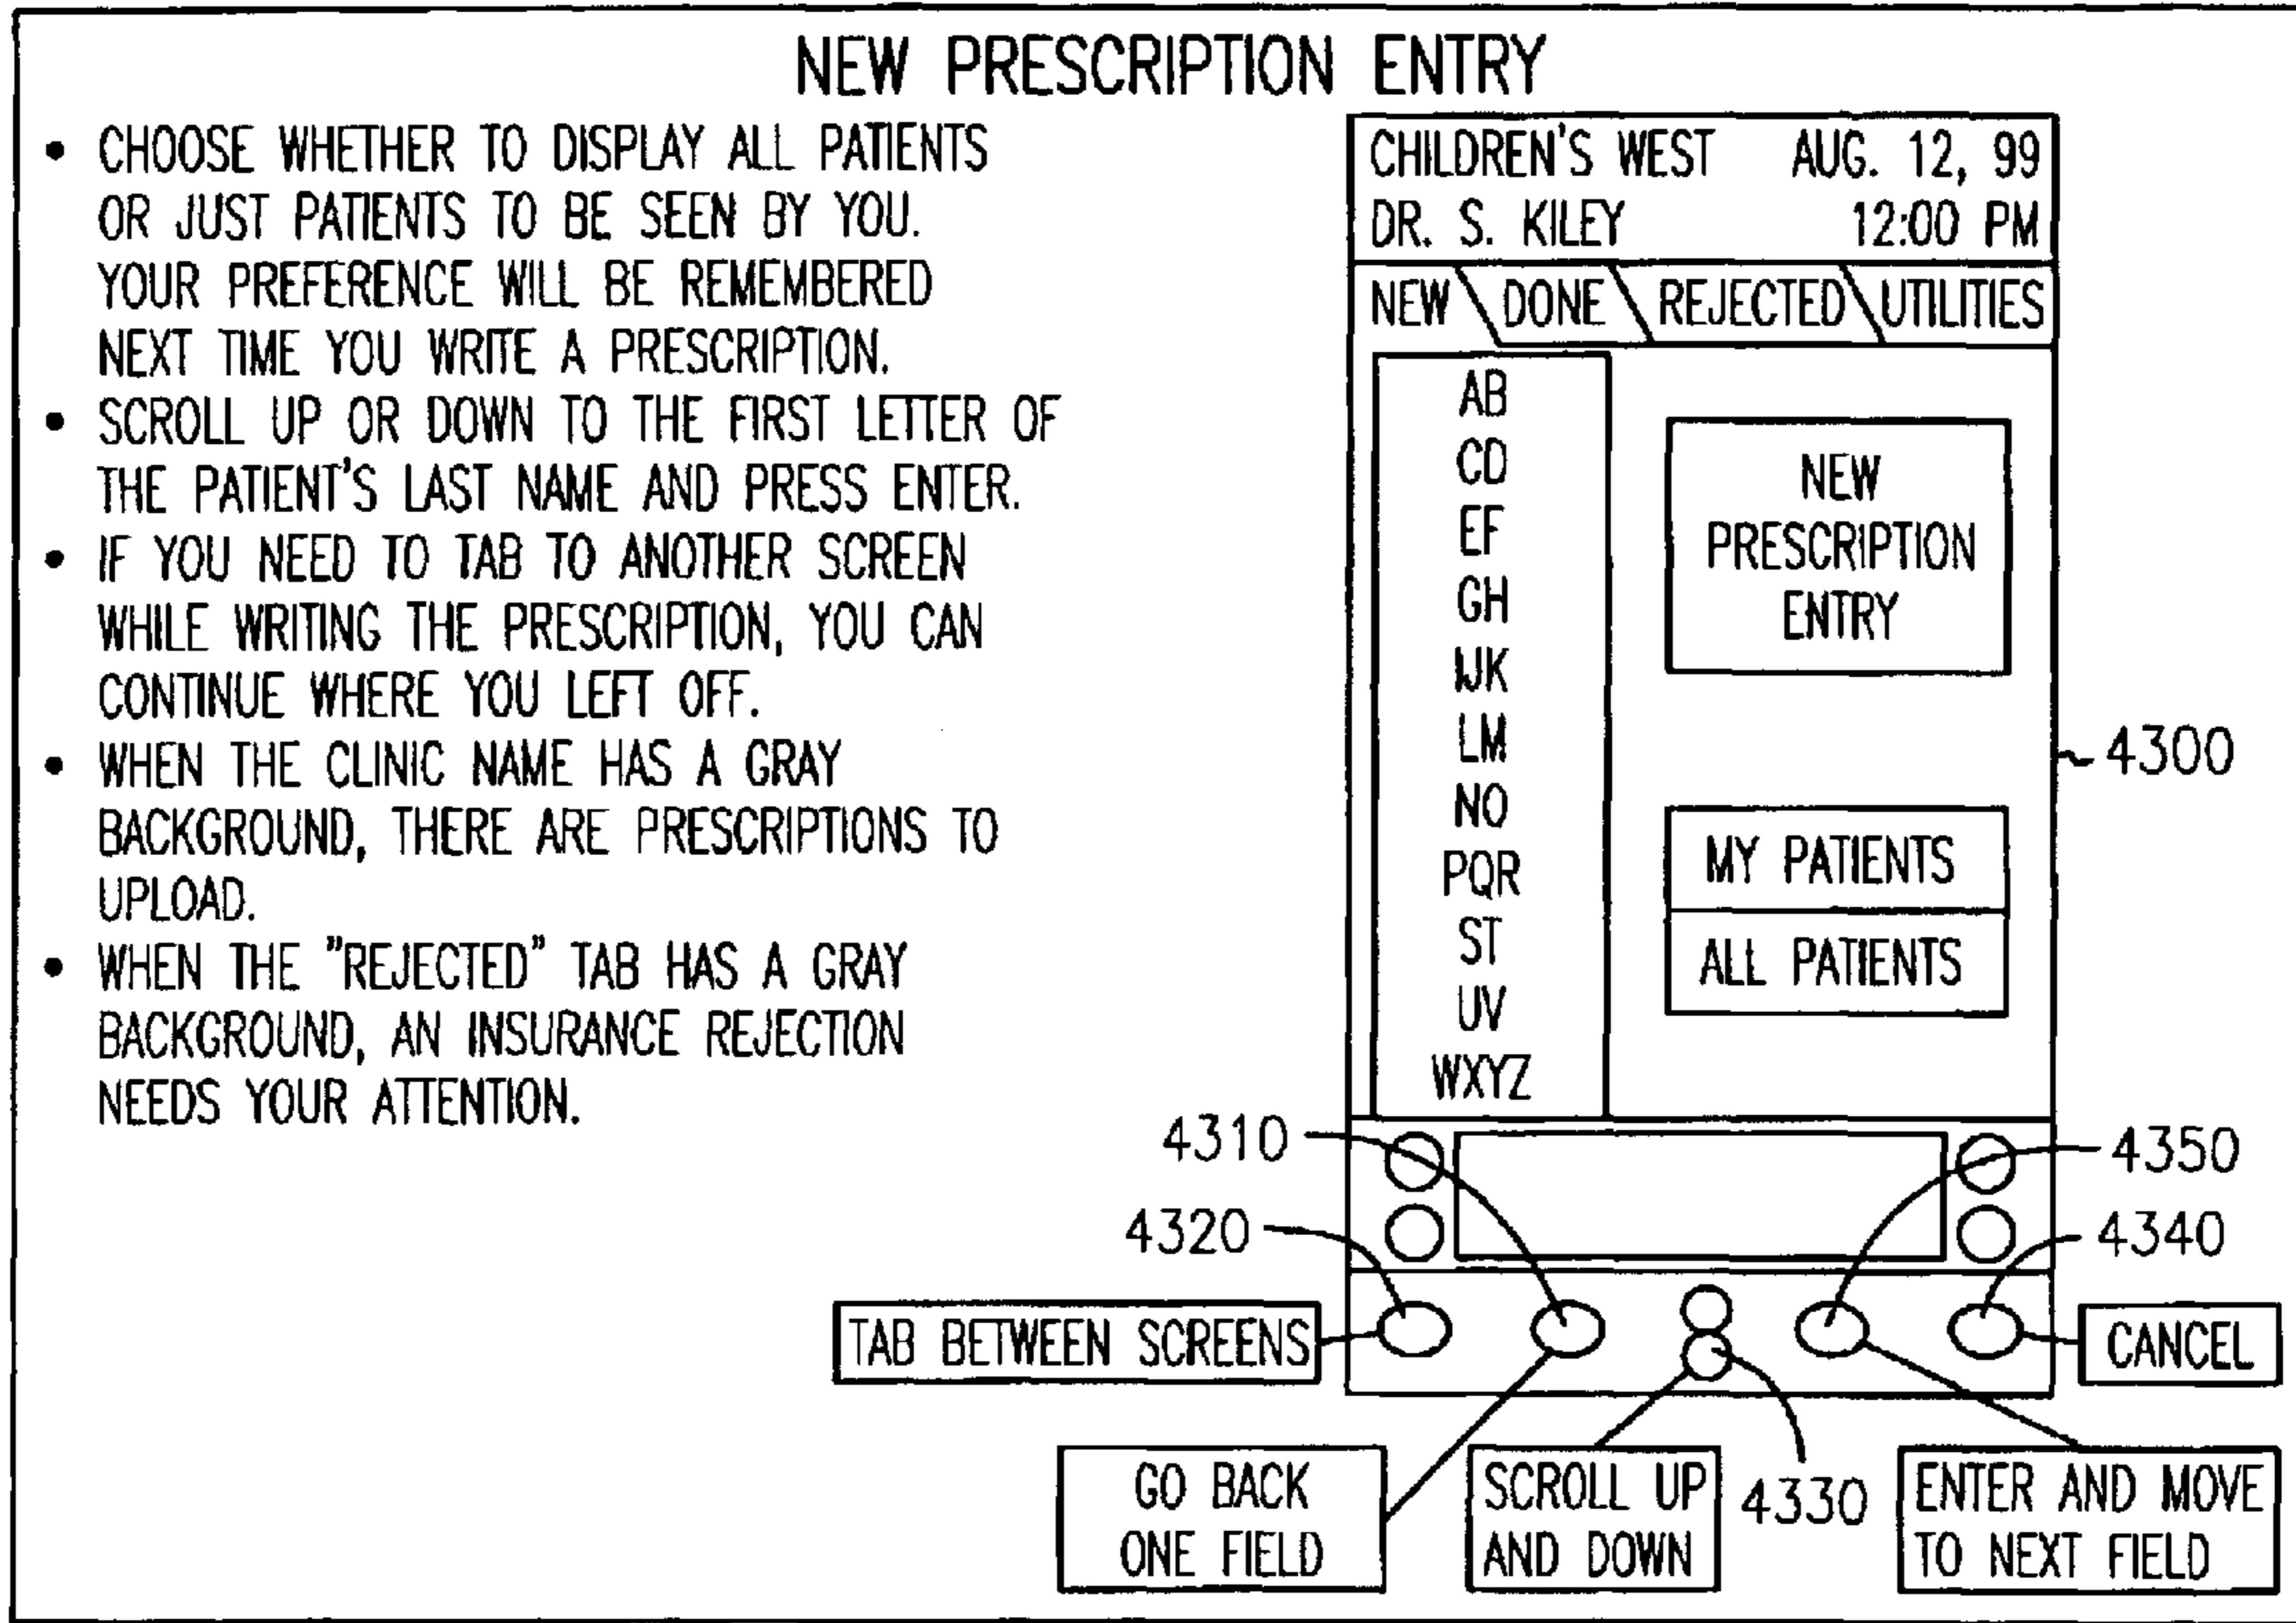 NEW PRESCRIPTION ENTRY
• CHOOSE WHETHER TO DISPLAY ALL PATIENTS
OR JUST PATIENTS TO BE SEEN BY YOU.
YOUR PREFERENCE WILL BE REMEMBERED
NEXT TIME YOU WRITE A PRESCRIPTION.
• SCROLL UP OR DOWN TO THE FIRST LETTER OF
THE PATIENT'S LAST NAME AND PRESS ENTER.
• IF YOU NEED TO TAB TO ANOTHER SCREEN
WHILE WRITING THE PRESCRIPTION, YOU CAN
CONTINUE WHERE YOU LEFT OFF.
• WHEN THE CLINIC NAME HAS A GRAY
BACKGROUND, THERE ARE PRESCRIPTIONS TO
UPLOAD.
• WHEN THE "REJECTED" TAB HAS A GRAY
BACKGROUND, AN INSURANCE REJECTION
NEEDS YOUR ATTENTION.
CHILDREN'S WEST AUG. 12, 99
DR. S. KILEY 12:00 PM
NEW DONE REJECTED UTILITIES
AB
CD
EF
GH
IJK
LM
NO
PQR
ST
UV
WXYZ
NEW
PRESCRIPTION
ENTRY
MY PATIENTS
ALL PATIENTS
4300
4310
4350
4320
4340
TAB BETWEEN SCREENS
CANCEL
GO BACK
ONE FIELD
SCROLL UP
AND DOWN
4330
ENTER AND MOVE
TO NEXT FIELD